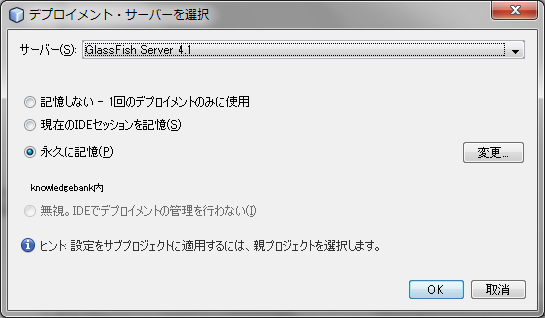 デプロイメント・サーバーを選択
サーバー(S): GlassFish Server 4.1
記憶しない - 1回のデプロイメントのみに使用
現在のIDEセッションを記憶(S)
永久に記憶(P)
変更...
knowledgebank内
無視。IDEでデプロイメントの管理を行わない(I)
ヒント 設定をサブプロジェクトに適用するには、親プロジェクトを選択します。
OK 取消